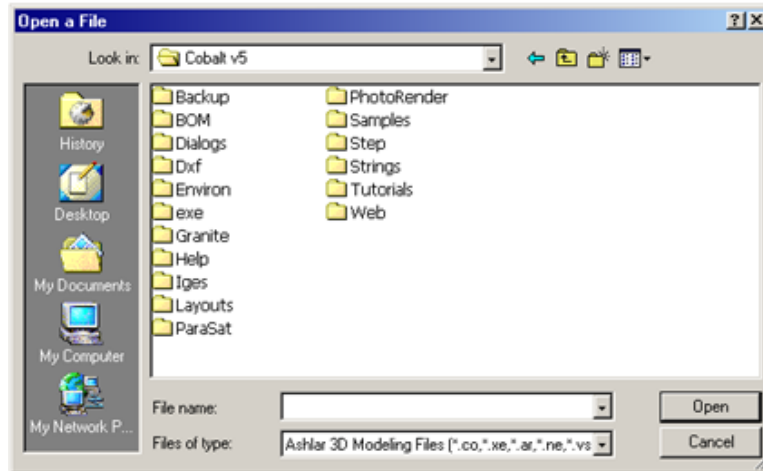 Open a File
Look in: Cobalt v5
History
Desktop
My Documents
My Computer
My Network P...
Backup
BOM
Dialogs
Dxf
Environ
exe
Granite
Help
Iges
Layouts
ParaSat
PhotoRender
Samples
Step
Strings
Tutorials
Web
File name:
Open
Files of type: Ashlar 3D Modeling Files (*.co,*.xe,*.ar,*.ne,*.vs
Cancel